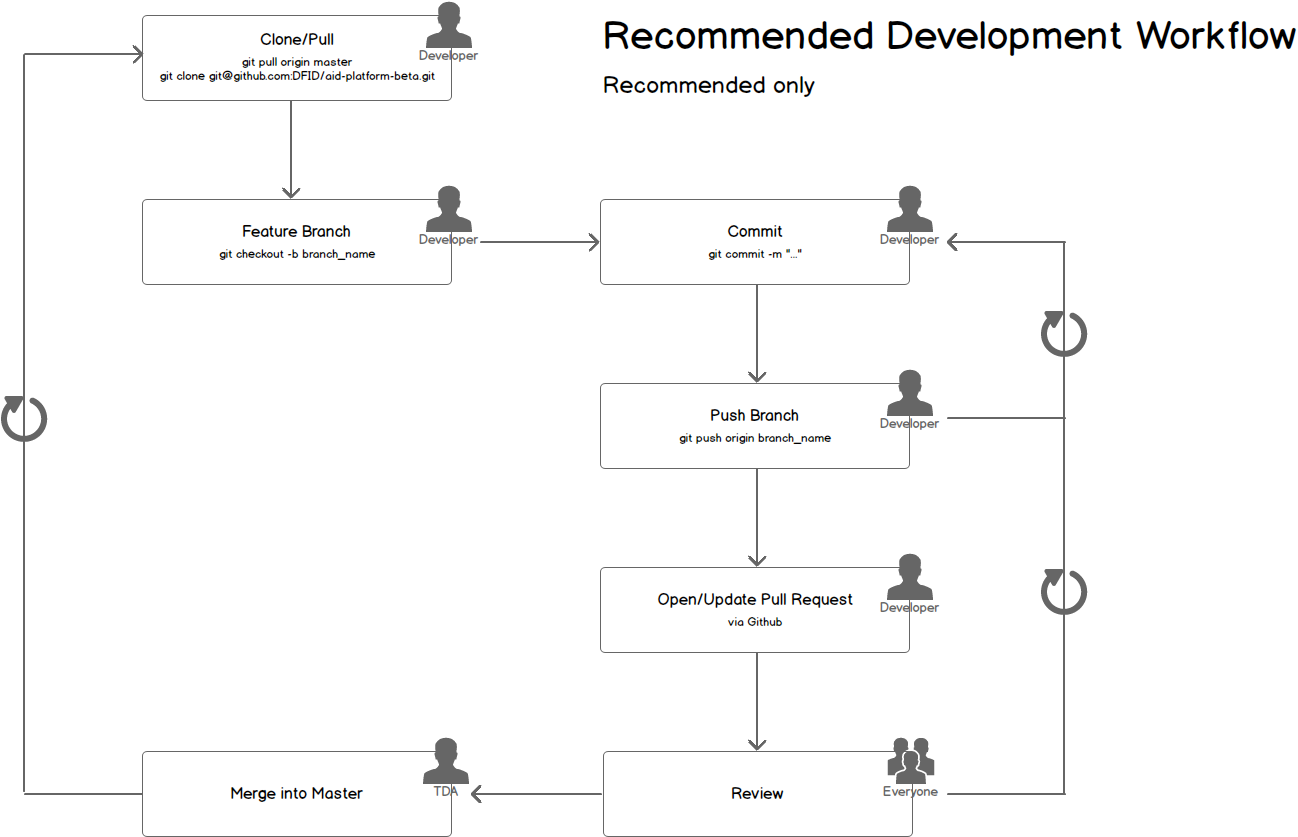 Recommended Development Workflow
Recommended only
Clone/Pull
git pull origin master
git clone git@github.com:DFID/aid-platform-beta.git
Developer
Feature Branch
git checkout -b branch_name
Developer
Commit
git commit -m "..."
Developer
Push Branch
git push origin branch_name
Developer
Open/Update Pull Request
via Github
Developer
Review
Everyone
Merge into Master
TDA